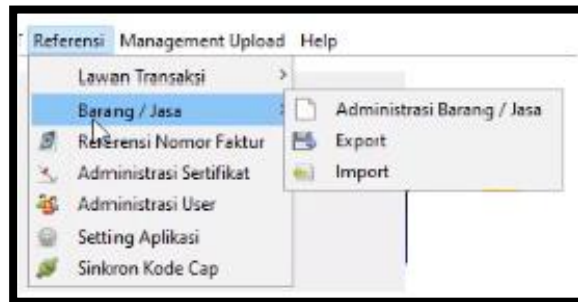 Referensi Management Upload Help
Lawan Transaksi
Barang / Jasa
Referensi Nomor Faktur
Administrasi Sertifikat
Administrasi User
Setting Aplikasi
Sinkron Kode Cap
Administrasi Barang / Jasa
Export
Import